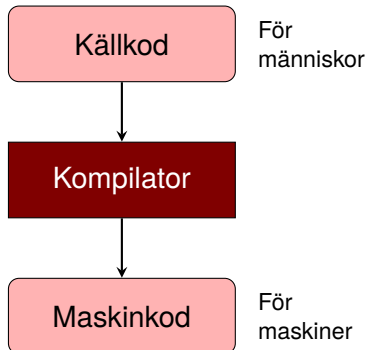 Källkod
För
människor
Kompilator
Maskinkod
För
maskiner